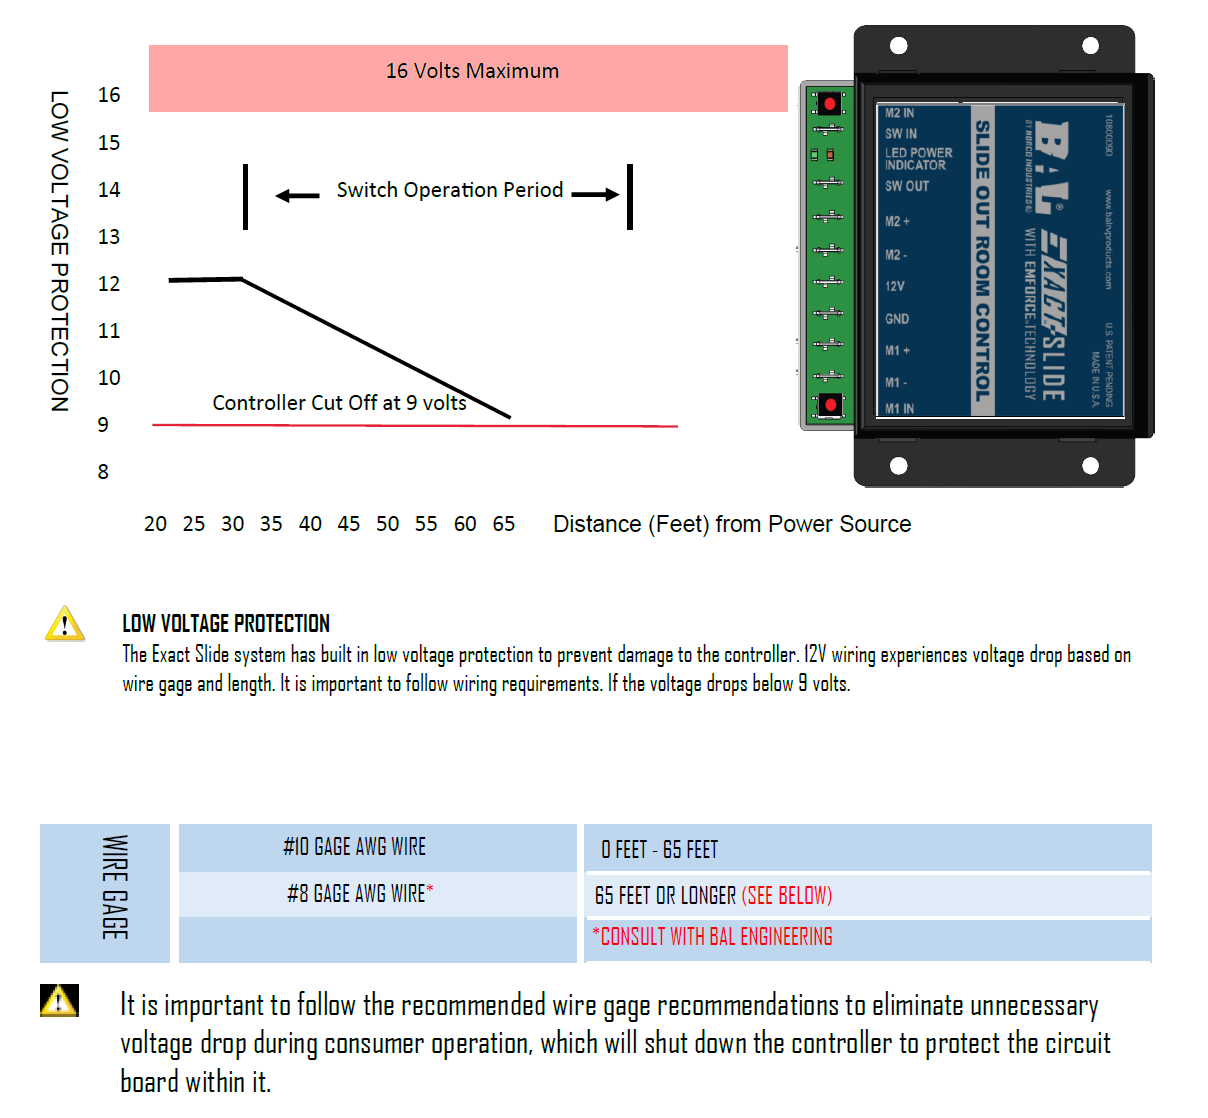 16 Volts Maximum
LOW VOLTAGE PROTECTION
16
15
14
13
12
11
10
9
8
Switch Operation Period
Controller Cut Off at 9 volts
20 25 30 35 40 45 50 55 60 65 Distance (Feet) from Power Source
M2 IN
SW IN
LED POWER
INDICATOR
SW OUT
M2 +
M2 -
12V
GND
M1 +
M1 -
M1 IN
SLIDE OUT ROOM CONTROL
BAL®
BY NORCO INDUSTRIES
EXACT-SLIDE
WITH EMFORCE TECHNOLOGY
www.balrvproducts.com
U.S. PATENT PENDING
MADE IN U.S.A.
LOW VOLTAGE PROTECTION
The Exact Slide system has built in low voltage protection to prevent damage to the controller. 12V wiring experiences voltage drop based on
wire gage and length. It is important to follow wiring requirements. If the voltage drops below 9 volts.
WIRE GAGE
#10 GAGE AWG WIRE 0 FEET - 65 FEET
#8 GAGE AWG WIRE* 65 FEET OR LONGER (SEE BELOW)
*CONSULT WITH BAL ENGINEERING
It is important to follow the recommended wire gage recommendations to eliminate unnecessary
voltage drop during consumer operation, which will shut down the controller to protect the circuit
board within it.